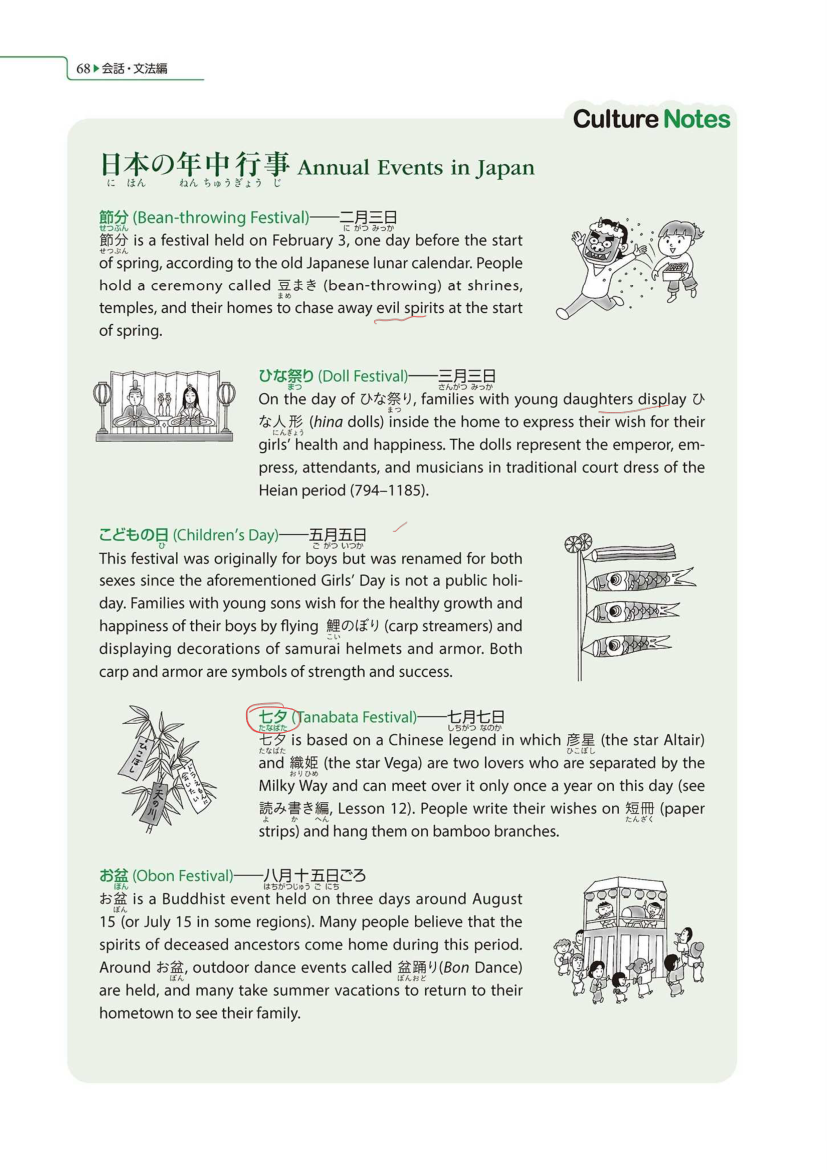 68▶会話・文法編
Culture Notes
日本の年中行事 Annual Events in Japan
に ほん ねんちゅうぎょう じ
節分 (Bean-throwing Festival)──二月三日
せつぶん に がつ みっか
節分 is a festival held on February 3, one day before the start
せつぶん
of spring, according to the old Japanese lunar calendar. People
hold a ceremony called 豆まき (bean-throwing) at shrines,
まめ
temples, and their homes to chase away evil spirits at the start
of spring.
ひな祭り (Doll Festival)──三月三日
まつ さんがつ みっか
On the day of ひな祭り, families with young daughters display ひ
まつ
な人形 (hina dolls) inside the home to express their wish for their
にんぎょう
girls' health and happiness. The dolls represent the emperor, em-
press, attendants, and musicians in traditional court dress of the
Heian period (794–1185).
こどもの日 (Children's Day)──五月五日
ひ ご がつ いつか
This festival was originally for boys but was renamed for both
sexes since the aforementioned Girls' Day is not a public holi-
day. Families with young sons wish for the healthy growth and
happiness of their boys by flying 鯉のぼり (carp streamers) and
こい
displaying decorations of samurai helmets and armor. Both
carp and armor are symbols of strength and success.
七夕 (Tanabata Festival)──七月七日
たなばた しちがつ なのか
七夕 is based on a Chinese legend in which 彦星 (the star Altair)
たなばた ひこぼし
and 織姫 (the star Vega) are two lovers who are separated by the
おりひめ
Milky Way and can meet over it only once a year on this day (see
読み書き編, Lesson 12). People write their wishes on 短冊 (paper
よ か へん たんざく
strips) and hang them on bamboo branches.
ひこぼし
天の川
どらえもんに
会いたい
お盆 (Obon Festival)──八月十五日ごろ
ぼん はちがつじゅう ご にち
お盆 is a Buddhist event held on three days around August
ぼん
15 (or July 15 in some regions). Many people believe that the
spirits of deceased ancestors come home during this period.
Around お盆, outdoor dance events called 盆踊り(Bon Dance)
ぼん ぼんおど
are held, and many take summer vacations to return to their
hometown to see their family.